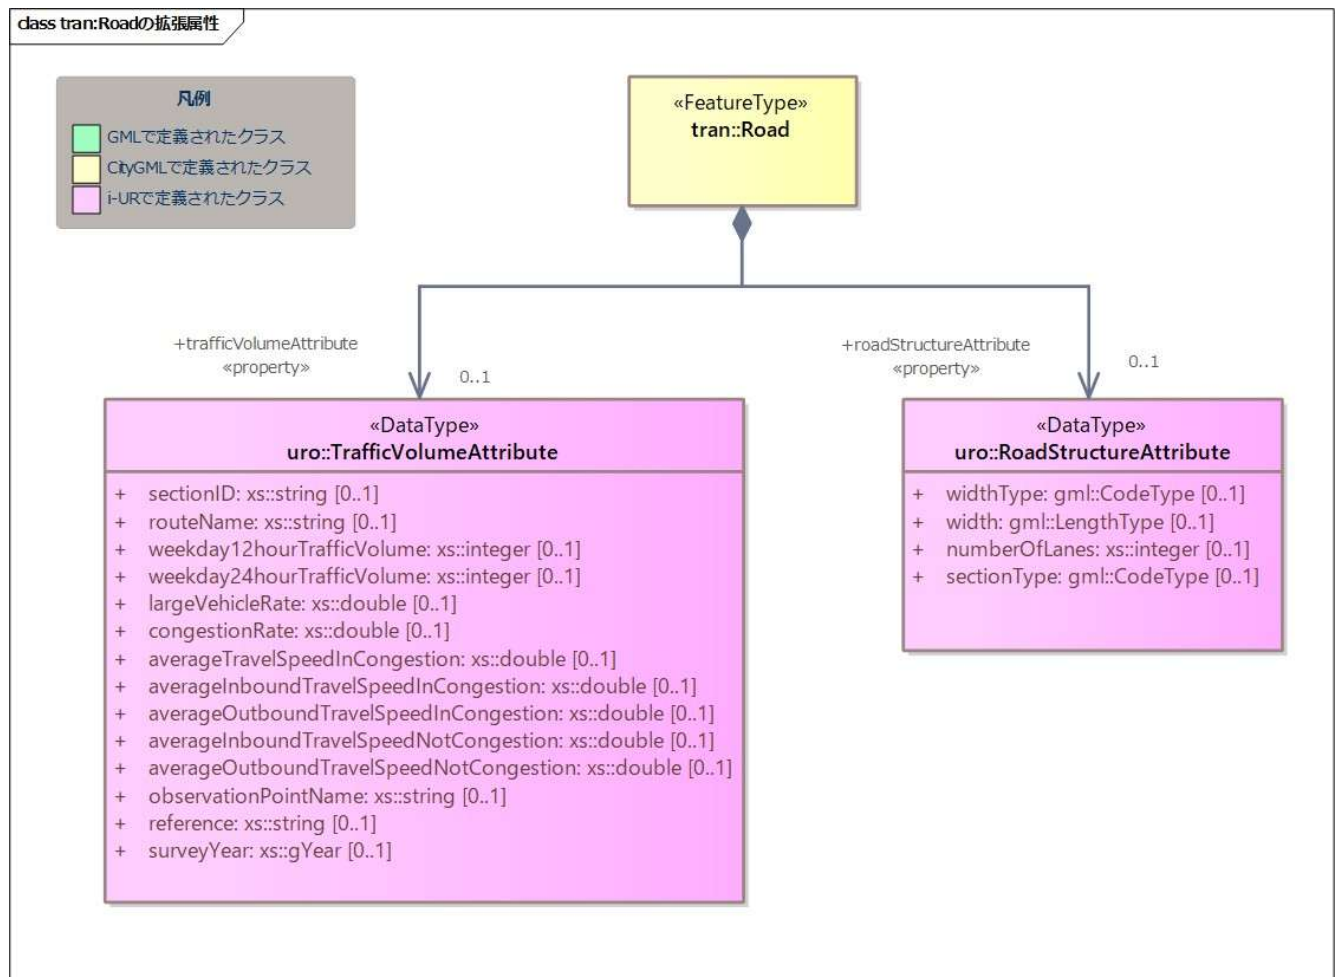 class tran:Roadの拡張属性
凡例
GMLで定義されたクラス
CityGMLで定義されたクラス
i-URで定義されたクラス
«FeatureType»
tran::Road
+trafficVolumeAttribute
«property»
0..1
+roadStructureAttribute
«property»
0..1
«DataType»
uro::TrafficVolumeAttribute
+ sectionID: xs::string [0..1]
+ routeName: xs::string [0..1]
+ weekday12hourTrafficVolume: xs::integer [0..1]
+ weekday24hourTrafficVolume: xs::integer [0..1]
+ largeVehicleRate: xs::double [0..1]
+ congestionRate: xs::double [0..1]
+ averageTravelSpeedInCongestion: xs::double [0..1]
+ averageInboundTravelSpeedInCongestion: xs::double [0..1]
+ averageOutboundTravelSpeedInCongestion: xs::double [0..1]
+ averageInboundTravelSpeedNotCongestion: xs::double [0..1]
+ averageOutboundTravelSpeedNotCongestion: xs::double [0..1]
+ observationPointName: xs::string [0..1]
+ reference: xs::string [0..1]
+ surveyYear: xs::gYear [0..1]
«DataType»
uro::RoadStructureAttribute
+ widthType: gml::CodeType [0..1]
+ width: gml::LengthType [0..1]
+ numberOfLanes: xs::integer [0..1]
+ sectionType: gml::CodeType [0..1]